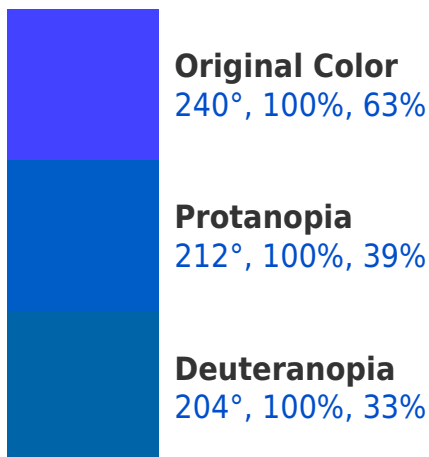 Original Color
240°, 100%, 63%
Protanopia
212°, 100%, 39%
Deuteranopia
204°, 100%, 33%